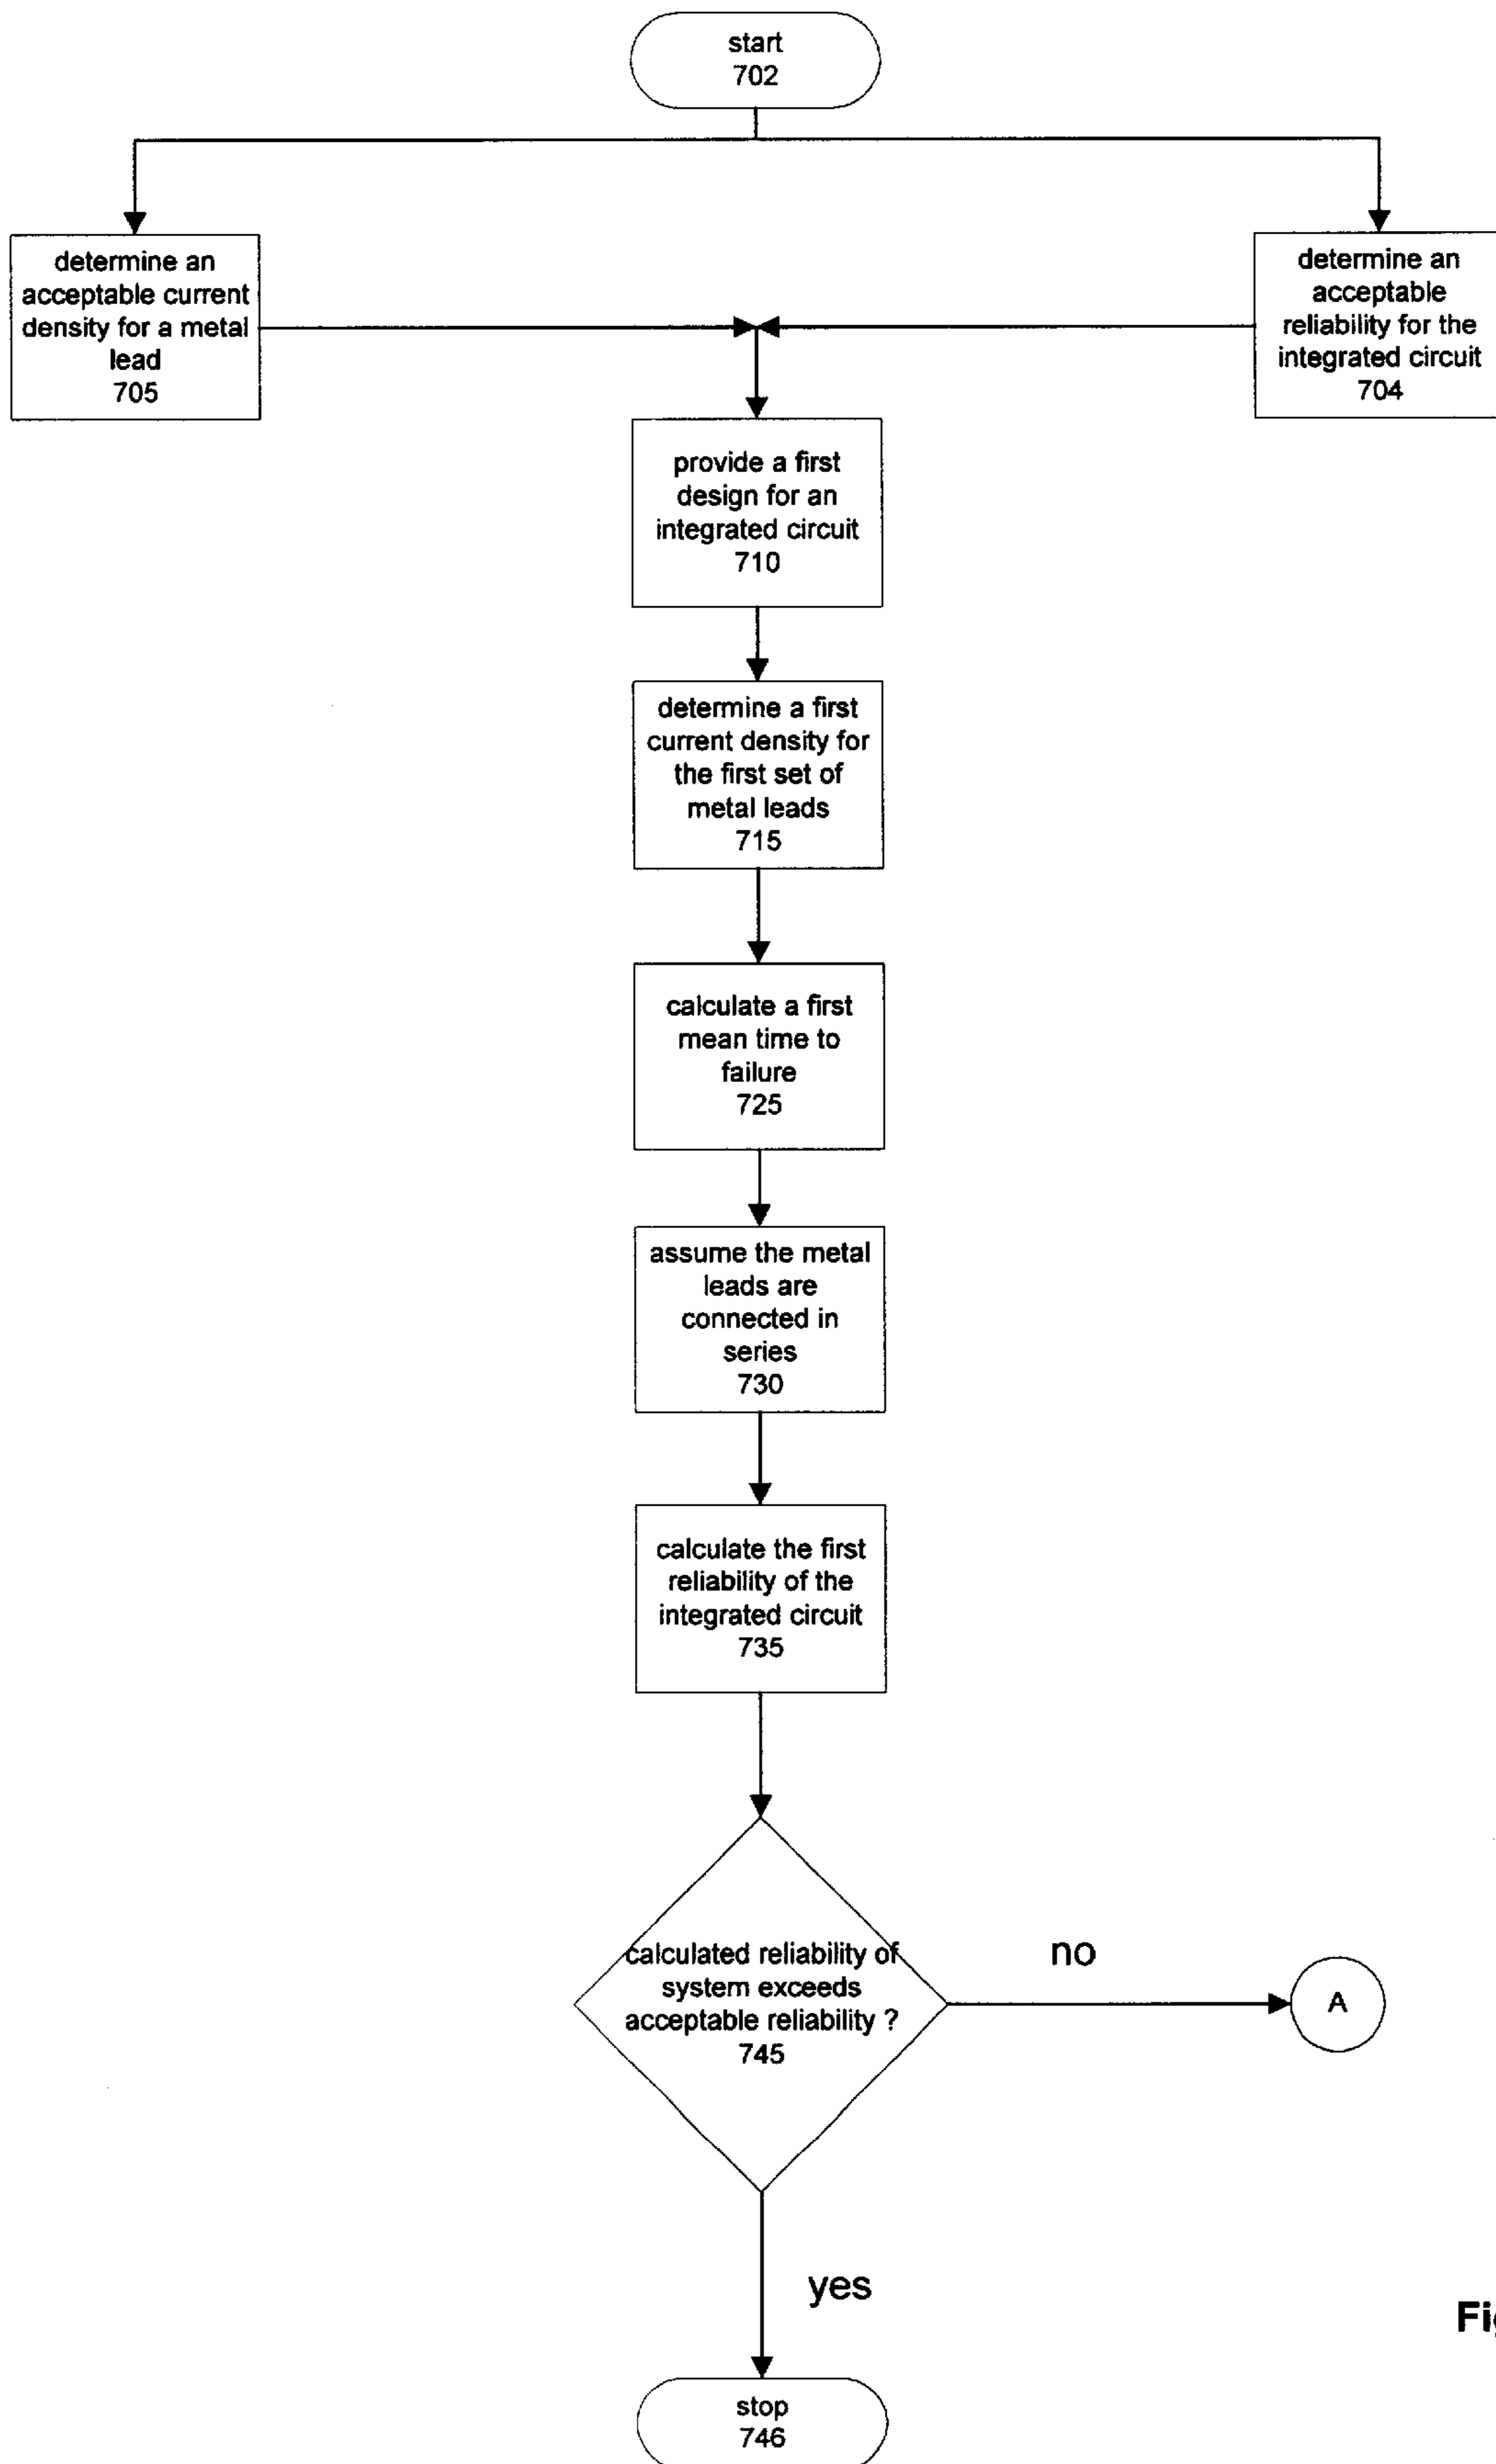 start
702
determine an
acceptable current
density for a metal
lead
705
determine an
acceptable
reliability for the
integrated circuit
704
provide a first
design for an
integrated circuit
710
determine a first
current density for
the first set of
metal leads
715
calculate a first
mean time to
failure
725
assume the metal
leads are
connected in
series
730
calculate the first
reliability of the
integrated circuit
735
calculated reliability of
system exceeds
acceptable reliability ?
745
no
A
yes
stop
746